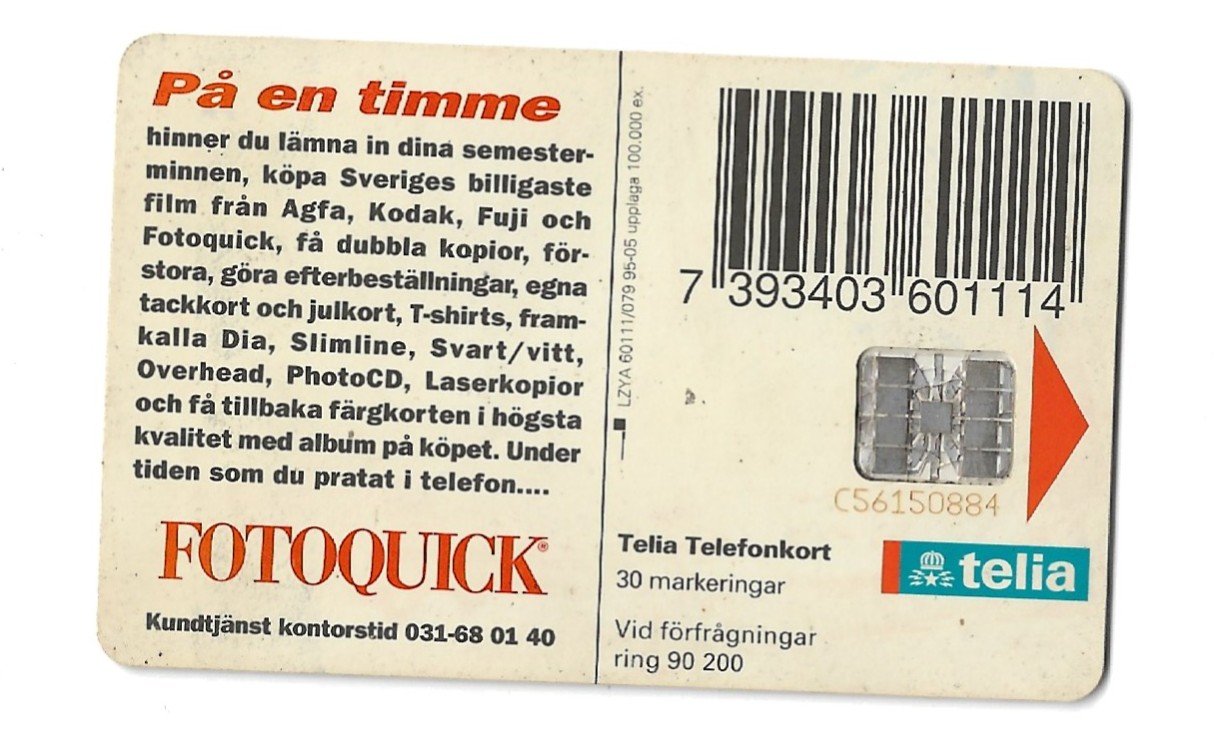 På en timme
hinner du lämna in dina semester-
minnen, köpa Sveriges billigaste
film från Agfa, Kodak, Fuji och
Fotoquick, få dubbla kopior, för-
stora, göra efterbeställningar, egna
tackkort och julkort, T-shirts, fram-
kalla Dia, Slimline, Svart/vitt,
Overhead, PhotoCD, Laserkopior
och få tillbaka färgkorten i högsta
kvalitet med album på köpet. Under
tiden som du pratat i telefon....
FOTOQUICK®
Kundtjänst kontorstid 031-68 01 40
LZYA 60111/079 95-05 upplaga 100.000 ex.
7 393403 601114
C56150884
Telia Telefonkort
30 markeringar
telia
Vid förfrågningar
ring 90 200